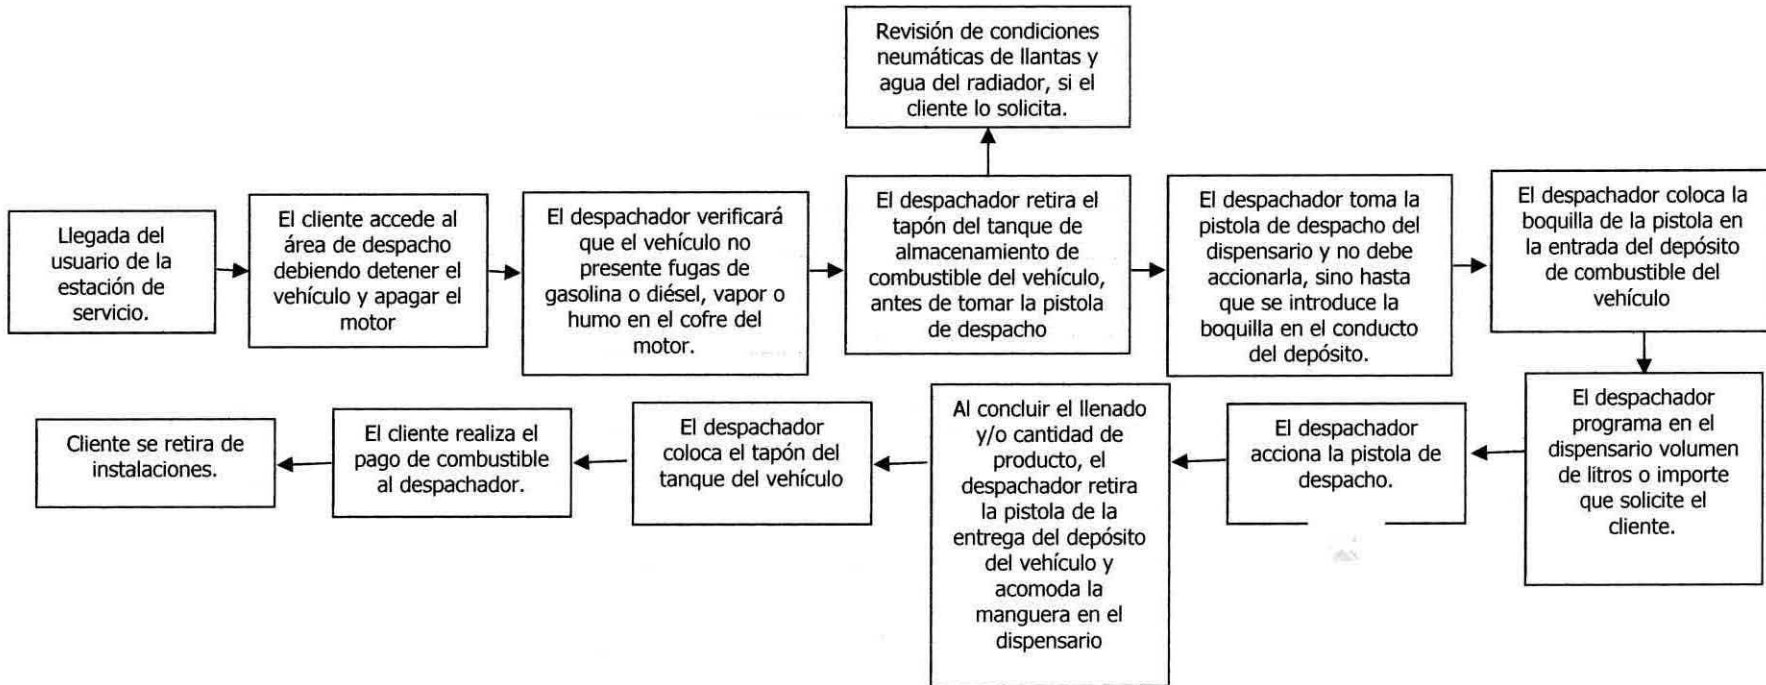 Revisión de condiciones
neumáticas de llantas y
agua del radiador, si el
cliente lo solicita.
Llegada del
usuario de la
estación de
servicio.
El cliente accede al
área de despacho
debiendo detener el
vehículo y apagar el
motor
El despachador verificará
que el vehículo no
presente fugas de
gasolina o diésel, vapor o
humo en el cofre del
motor.
El despachador retira el
tapón del tanque de
almacenamiento de
combustible del vehículo,
antes de tomar la pistola
de despacho
El despachador toma la
pistola de despacho del
dispensario y no debe
accionarla, sino hasta
que se introduce la
boquilla en el conducto
del depósito.
El despachador coloca la
boquilla de la pistola en
la entrada del depósito
de combustible del
vehículo
El despachador
programa en el
dispensario volumen
de litros o importe
que solicite el
cliente.
El despachador
acciona la pistola de
despacho.
Al concluir el llenado
y/o cantidad de
producto, el
despachador retira
la pistola de la
entrega del depósito
del vehículo y
acomoda la
manguera en el
dispensario
El despachador
coloca el tapón del
tanque del vehículo
El cliente realiza el
pago de combustible
al despachador.
Cliente se retira de
instalaciones.